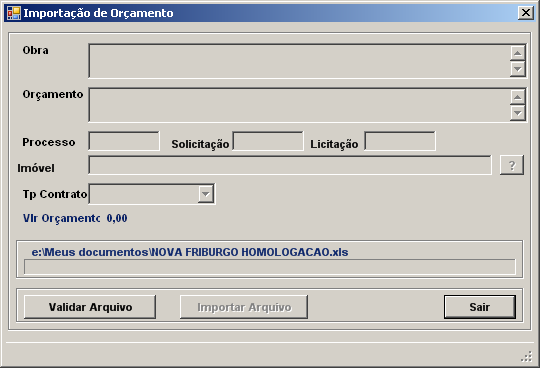 Importação de Orçamento
Obra
Orçamento
Processo Solicitação Licitação
Imóvel ?
Tp Contrato
Vlr Orçamento 0,00
e:\Meus documentos\NOVA FRIBURGO HOMOLOGACAO.xls
Validar Arquivo Importar Arquivo Sair